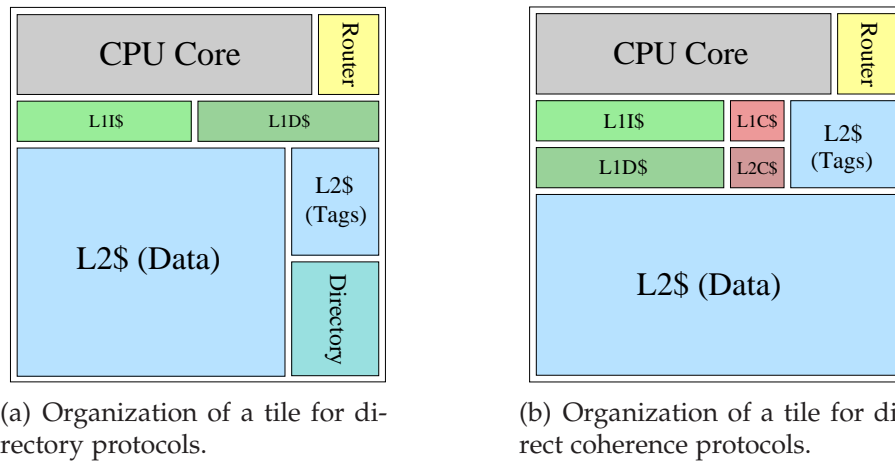 CPU Core
Router
L1I$
L1D$
L2$ (Data)
L2$
(Tags)
Directory
(a) Organization of a tile for di-
rectory protocols.
CPU Core
Router
L1I$
L1C$
L2$
(Tags)
L1D$
L2C$
L2$ (Data)
(b) Organization of a tile for di
rect coherence protocols.